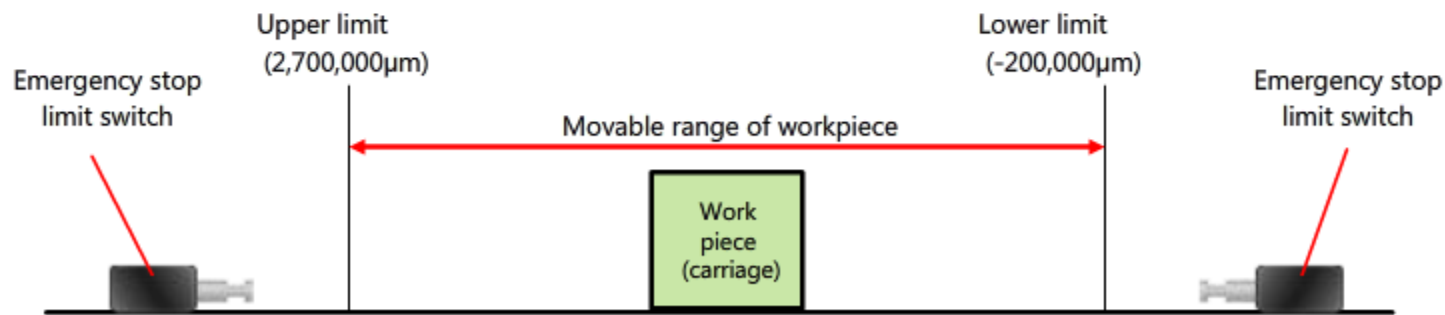 Upper limit
(2,700,000µm)
Lower limit
(-200,000µm)
Emergency stop
limit switch
Emergency stop
limit switch
Movable range of workpiece
Work
piece
(carriage)